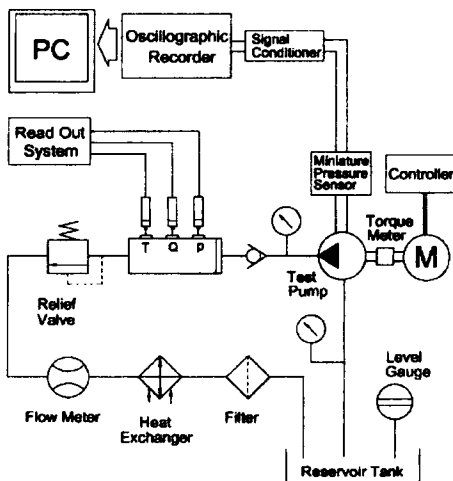 PC
Oscillographic
Recorder
Signal
Conditioner
Read Out
System
Miniature
Pressure
Sensor
Controller
T Q P
Torque
Meter
M
Test
Pump
Relief
Valve
Level
Gauge
Flow Meter
Heat
Exchanger
Filter
Reservoir Tank